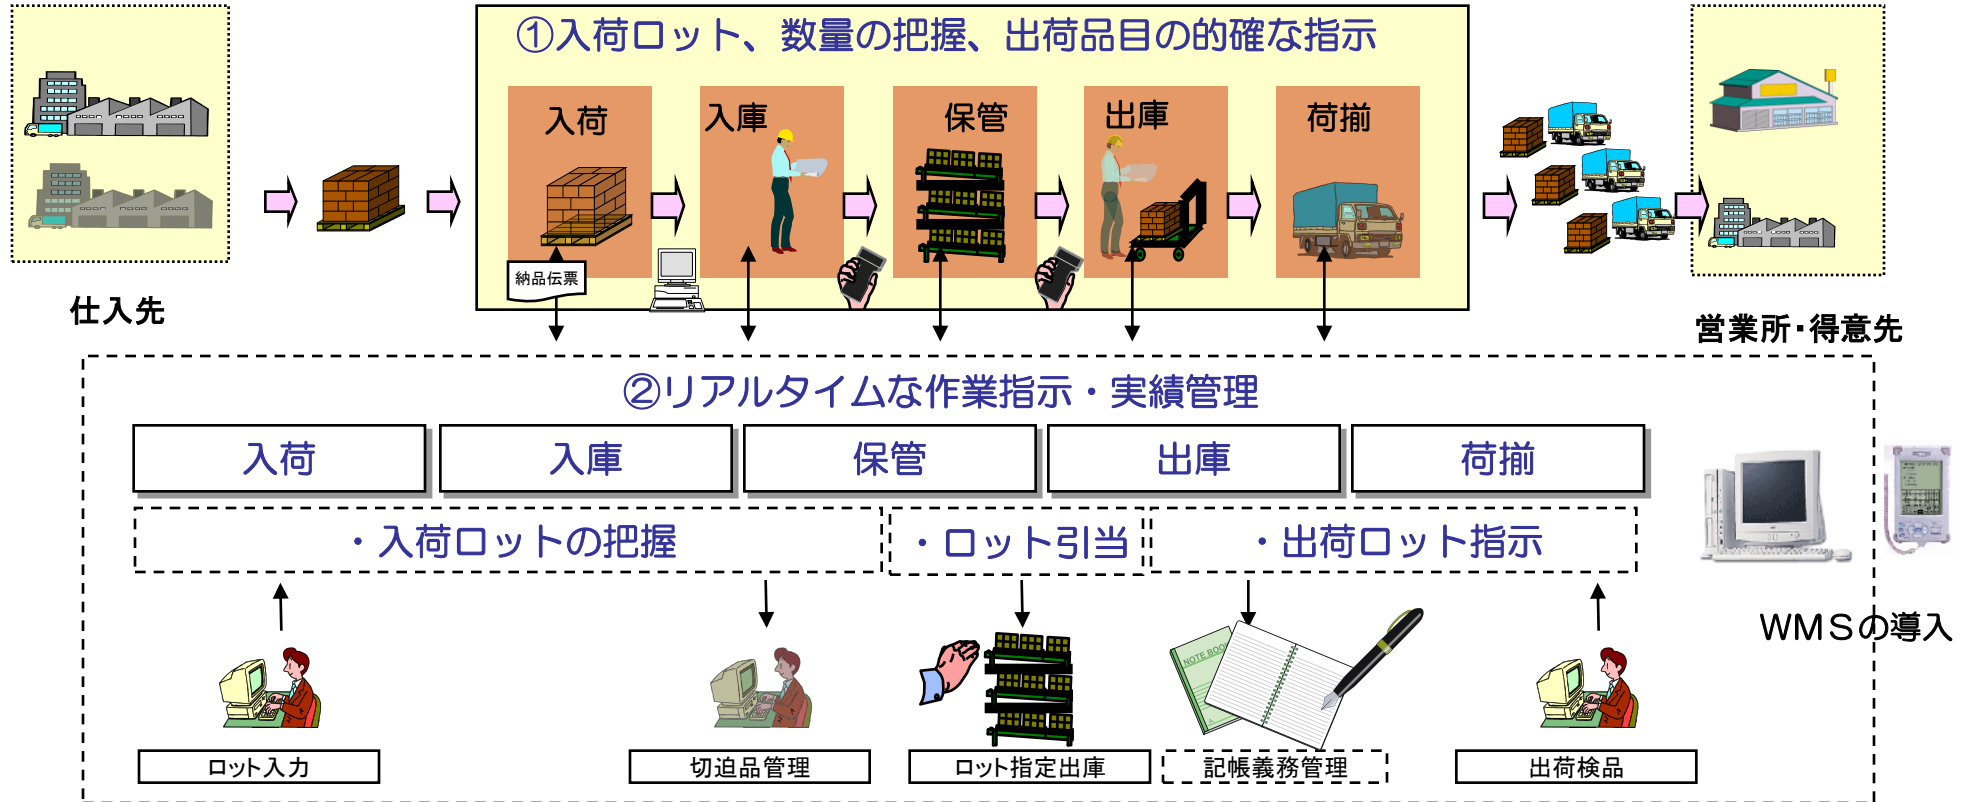 ①入荷ロット、数量の把握、出荷品目の的確な指示
入荷
入庫
保管
出庫
荷揃
納品伝票
仕入先
営業所・得意先
②リアルタイムな作業指示・実績管理
入荷
入庫
保管
出庫
荷揃
・入荷ロットの把握
・ロット引当
・出荷ロット指示
WMSの導入
NOTE BOO
ロット入力
切迫品管理
ロット指定出庫
記帳義務管理
出荷検品